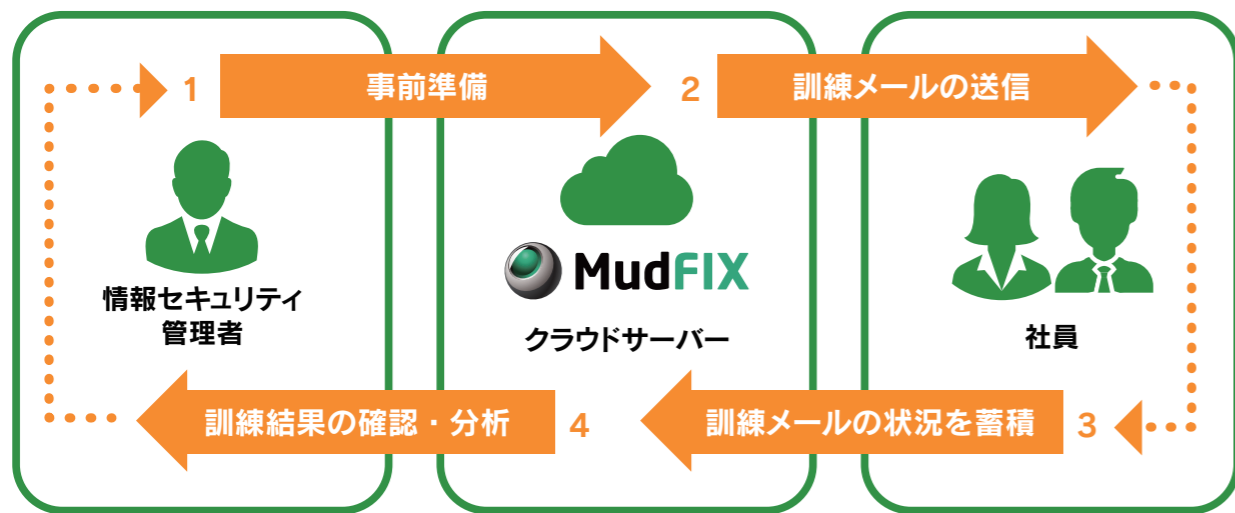 1
事前準備
2
訓練メールの送信
情報セキュリティ
管理者
MudFIX
クラウドサーバー
社員
訓練メールの状況を蓄積
3
訓練結果の確認・分析
4